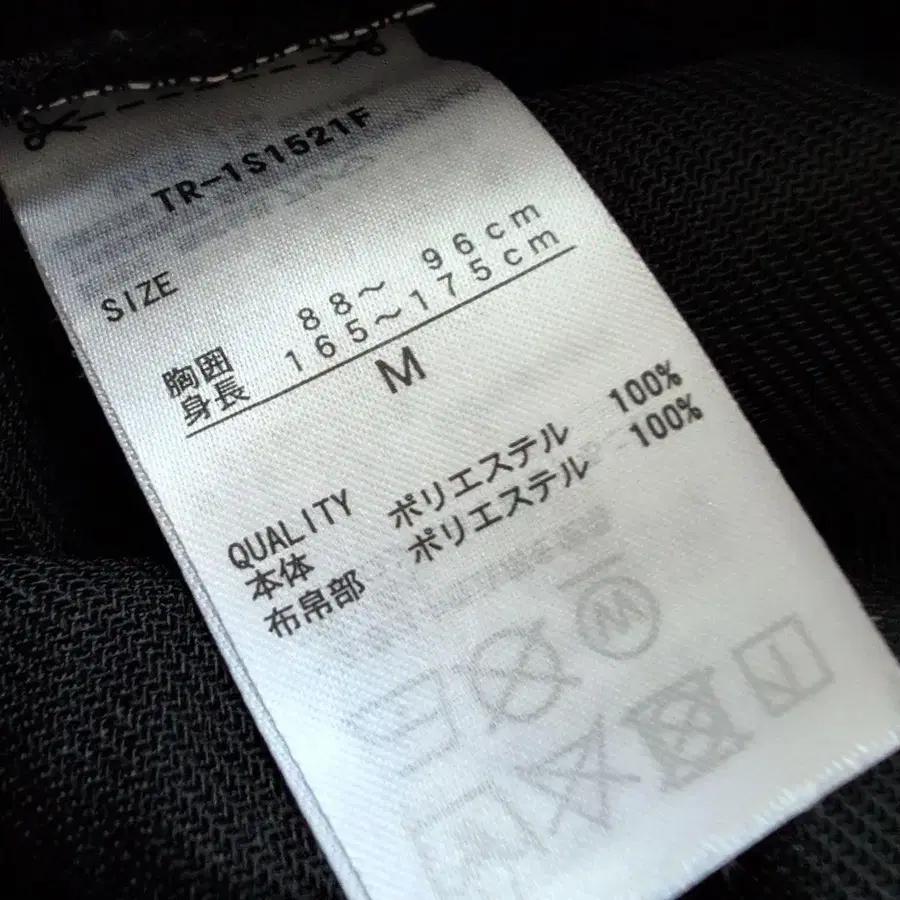 TR-1S1521F
SIZE
胸囲 88～ 96cm
身長 165～175cm
M
QUALITY
本体 ポリエステル 100%
布帛部 ポリエステル 100%